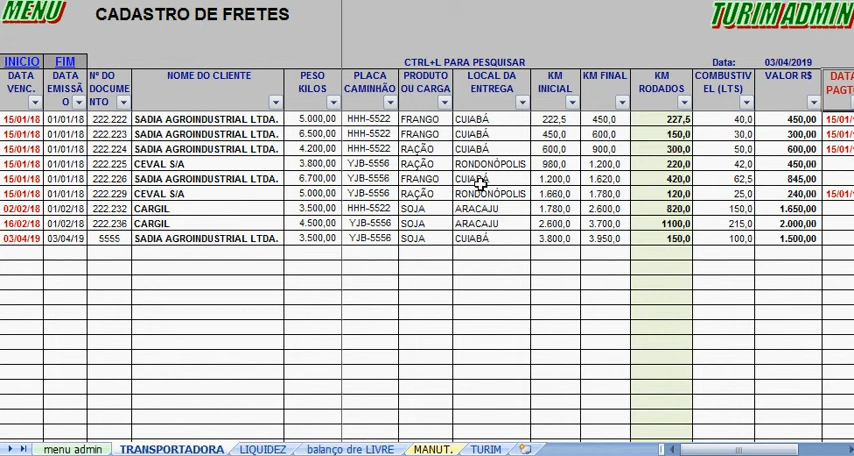 MENU CADASTRO DE FRETES TURIM/ADMIN
INICIO FIM CTRL+L PARA PESQUISAR Data: 03/04/2019
DATA VENC. DATA EMISSÃO Nº DO DOCUMENTO NOME DO CLIENTE PESO KILOS PLACA CAMINHÃO PRODUTO OU CARGA LOCAL DA ENTREGA KM INICIAL KM FINAL KM RODADOS COMBUSTIVEL (LTS) VALOR R$ DATA PAGT
15/01/18 01/01/18 222.222 SADIA AGROINDUSTRIAL LTDA. 5.000,00 HHH-5522 FRANGO CUIABÁ 222,5 450,0 227,5 40,0 450,00 15/01
15/01/18 01/01/18 222.223 SADIA AGROINDUSTRIAL LTDA. 6.500,00 HHH-5522 FRANGO CUIABÁ 450,0 600,0 150,0 30,0 300,00 15/01
15/01/18 01/01/18 222.224 SADIA AGROINDUSTRIAL LTDA. 4.200,00 HHH-5522 RAÇÃO CUIABÁ 600,0 900,0 300,0 50,0 600,00 15/01
15/01/18 01/01/18 222.225 CEVAL S/A 3.800,00 YJB-5556 RAÇÃO RONDONÓPOLIS 980,0 1.200,0 220,0 42,0 450,00
15/01/18 01/01/18 222.226 SADIA AGROINDUSTRIAL LTDA. 6.700,00 YJB-5556 FRANGO CUIABÁ 1.200,0 1.620,0 420,0 62,5 845,00
15/01/18 01/01/18 222.229 CEVAL S/A 5.000,00 YJB-5556 RAÇÃO RONDONÓPOLIS 1.660,0 1.780,0 120,0 25,0 240,00 15/01
02/02/18 01/02/18 222.232 CARGIL 3.500,00 HHH-5522 SOJA ARACAJU 1.780,0 2.600,0 820,0 150,0 1.650,00
16/02/18 01/02/18 222.236 CARGIL 4.500,00 YJB-5556 SOJA ARACAJU 2.600,0 3.700,0 1100,0 215,0 2.000,00
03/04/19 03/04/19 5555 SADIA AGROINDUSTRIAL LTDA. 3.500,00 YJB-5556 SOJA CUIABÁ 3.800,0 3.950,0 150,0 100,0 1.500,00
menu admin TRANSPORTADORA LIQUIDEZ balanço dre LIVRE MANUT. TURIM